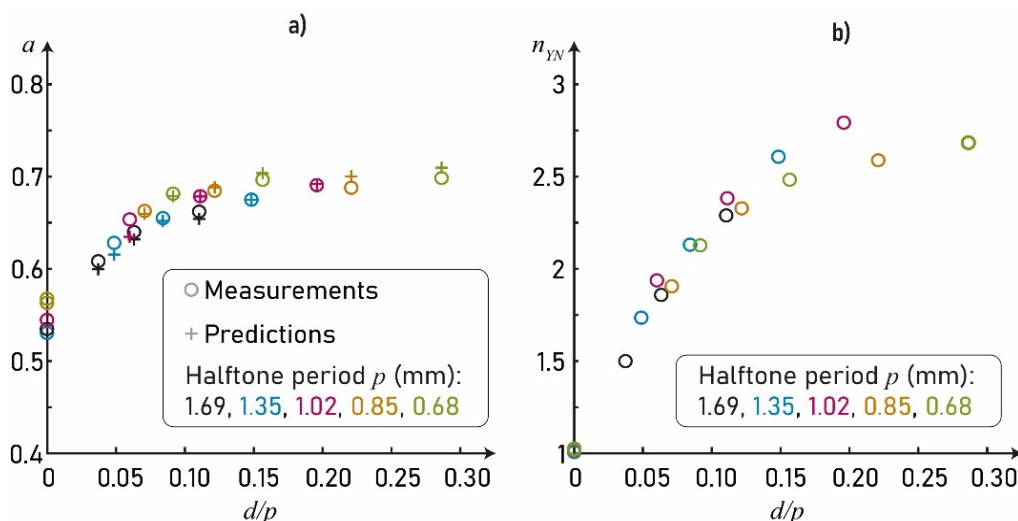 a)
a
0.8
0.7
0.6
0.5
0.4
0 0.05 0.10 0.15 0.20 0.25 0.30
d/p
Measurements
Predictions
Halftone period p (mm):
1.69, 1.35, 1.02, 0.85, 0.68
b)
nYN
3
2.5
2
1.5
1
0 0.05 0.10 0.15 0.20 0.25 0.30
d/p
Halftone period p (mm):
1.69, 1.35, 1.02, 0.85, 0.68